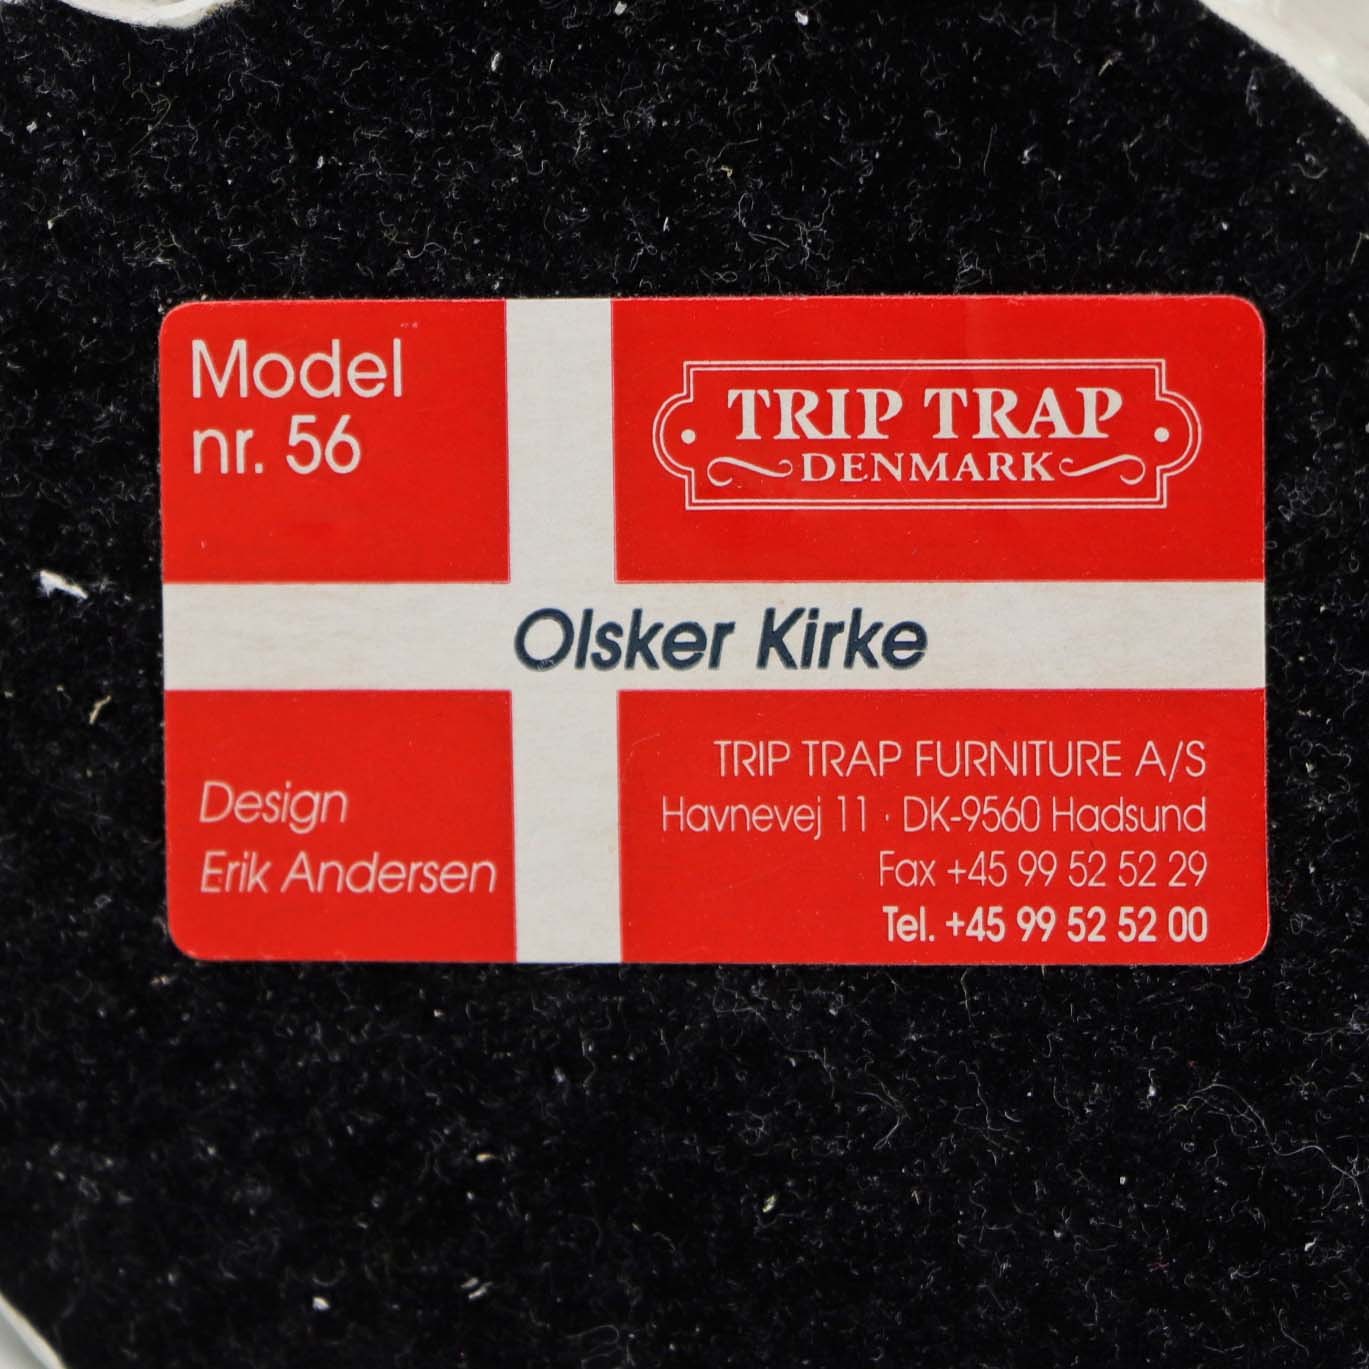 Model
nr. 56
TRIP TRAP
DENMARK
Olsker Kirke
Design
Erik Andersen
TRIP TRAP FURNITURE A/S
Havnevej 11 · DK-9560 Hadsund
Fax +45 99 52 52 29
Tel. +45 99 52 52 00